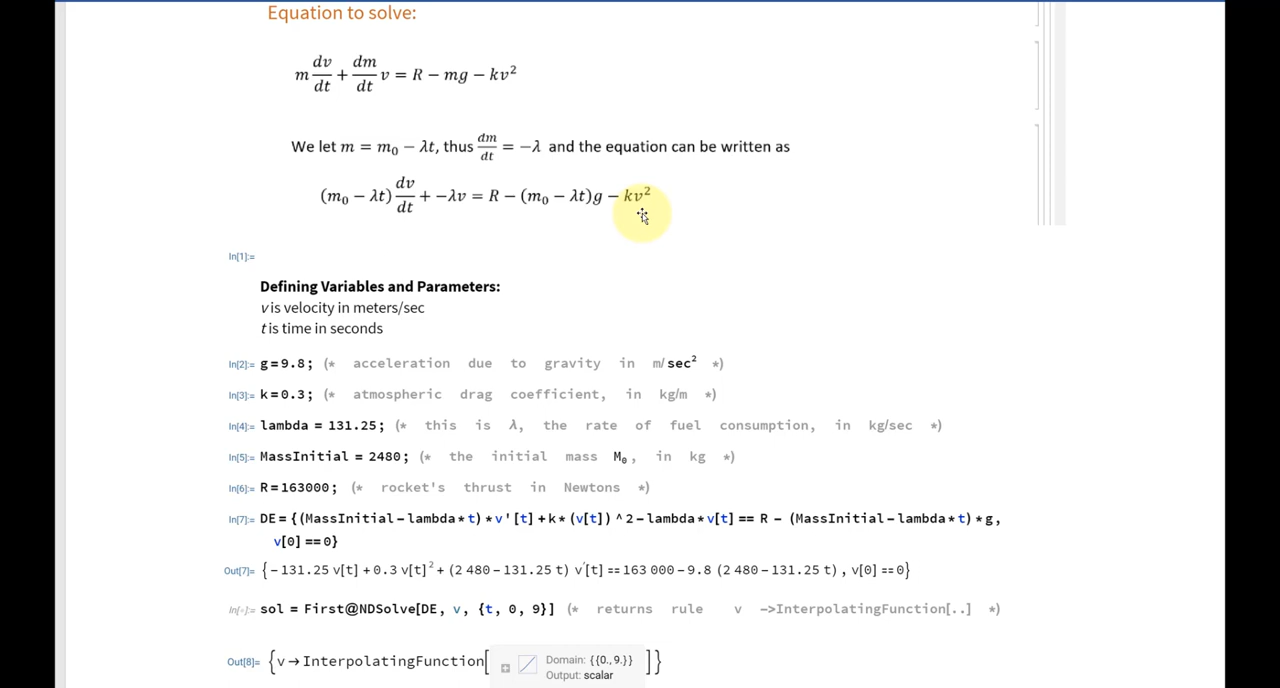 Equation to solve:
m dv/dt + dm/dt v = R − mg − kv²
We let m = m₀ − λt, thus dm/dt = −λ and the equation can be written as
(m₀ − λt) dv/dt + −λv = R − (m₀ − λt)g − kv²
In[1]:=
Defining Variables and Parameters:
v is velocity in meters/sec
t is time in seconds
In[2]:= g=9.8; (* acceleration due to gravity in m/sec² *)
In[3]:= k=0.3; (* atmospheric drag coefficient, in kg/m *)
In[4]:= lambda = 131.25; (* this is λ, the rate of fuel consumption, in kg/sec *)
In[5]:= MassInitial = 2480; (* the initial mass M₀, in kg *)
In[6]:= R=163000; (* rocket's thrust in Newtons *)
In[7]:= DE={(MassInitial-lambda*t)*v'[t]+k*(v[t])^2-lambda*v[t] == R - (MassInitial-lambda*t)*g,
v[0]==0}
Out[7]= {-131.25 v[t]+0.3 v[t]²+(2480-131.25 t) v′[t]==163000-9.8 (2480-131.25 t), v[0]==0}
In[•]:= sol = First@NDSolve[DE, v, {t, 0, 9}] (* returns rule v ->InterpolatingFunction[..] *)
Out[8]= {v→InterpolatingFunction[ Domain: {{0., 9.}} ]}
Output: scalar